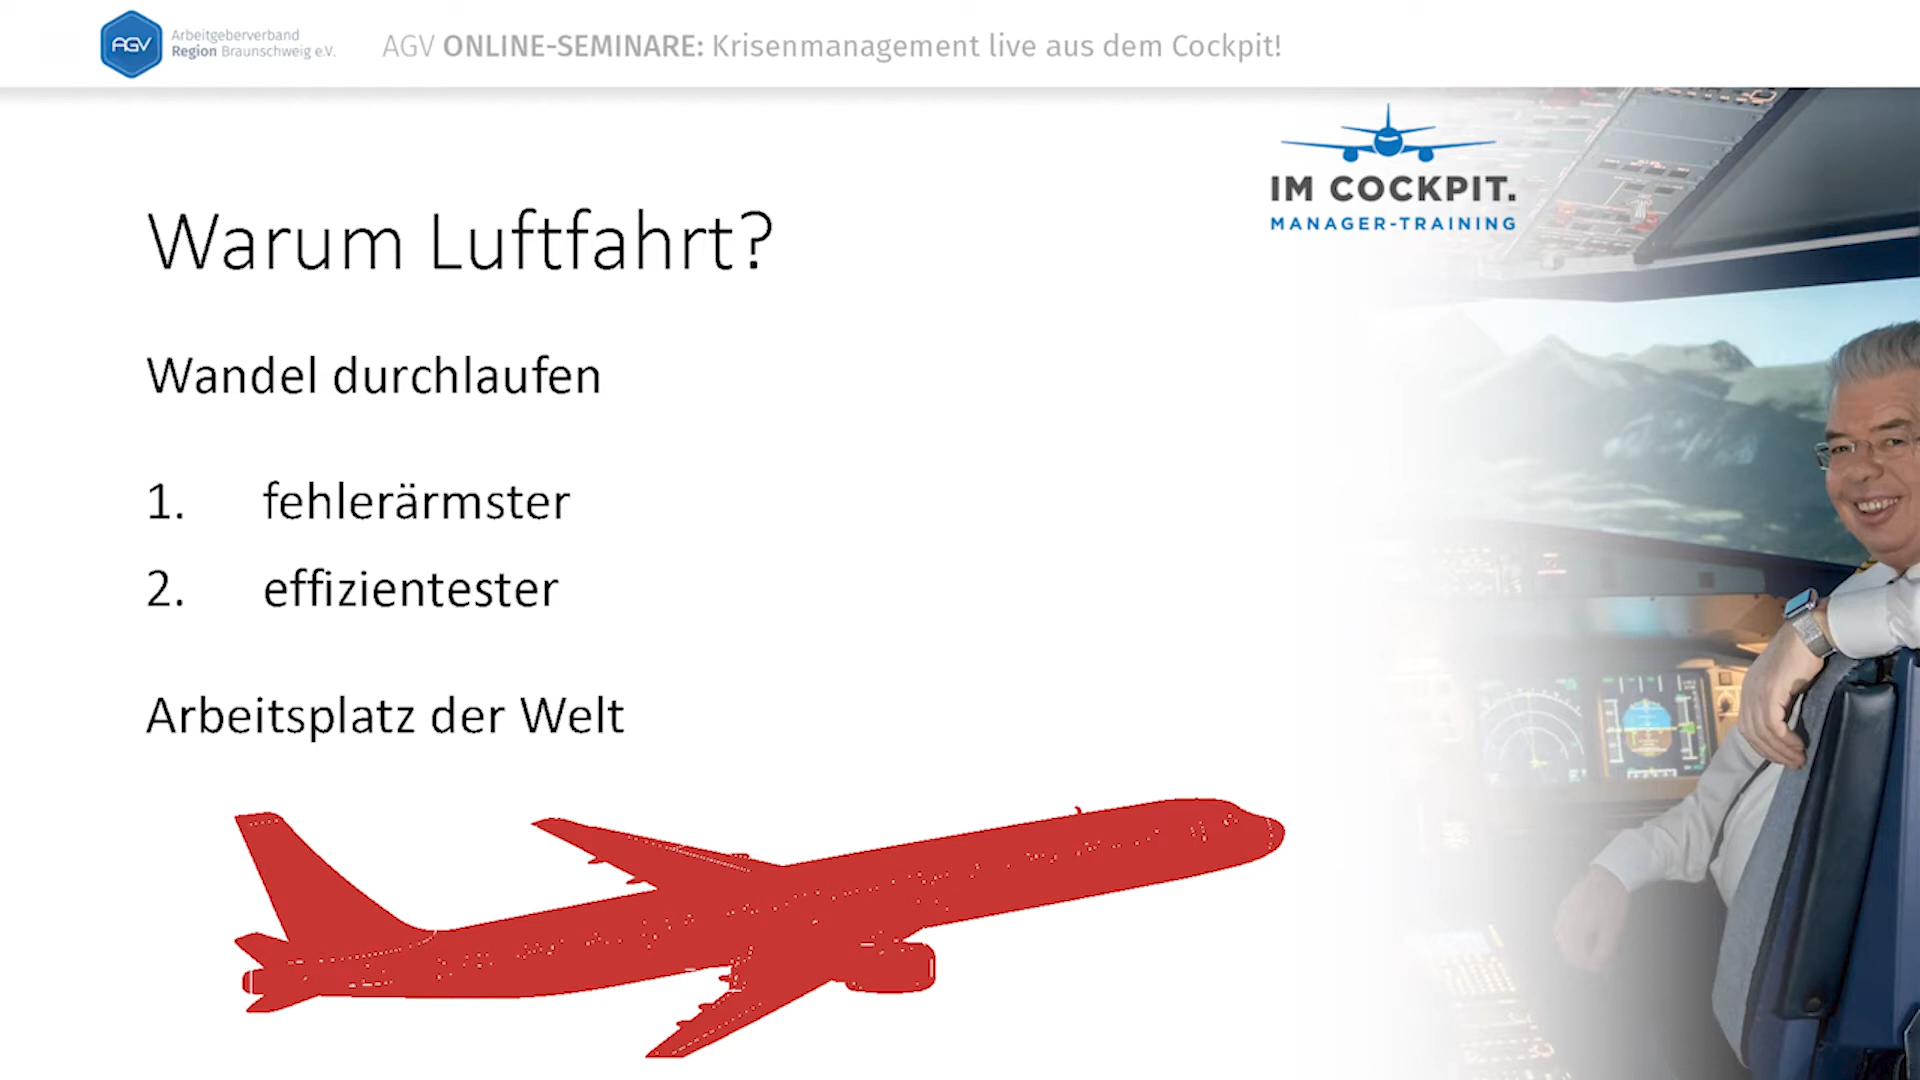 AGV
Arbeitgeberverband
Region Braunschweig e.V.
AGV ONLINE-SEMINARE: Krisenmanagement live aus dem Cockpit!
IM COCKPIT.
MANAGER-TRAINING
Warum Luftfahrt?
Wandel durchlaufen
1. fehlerärmster
2. effizientester
Arbeitsplatz der Welt